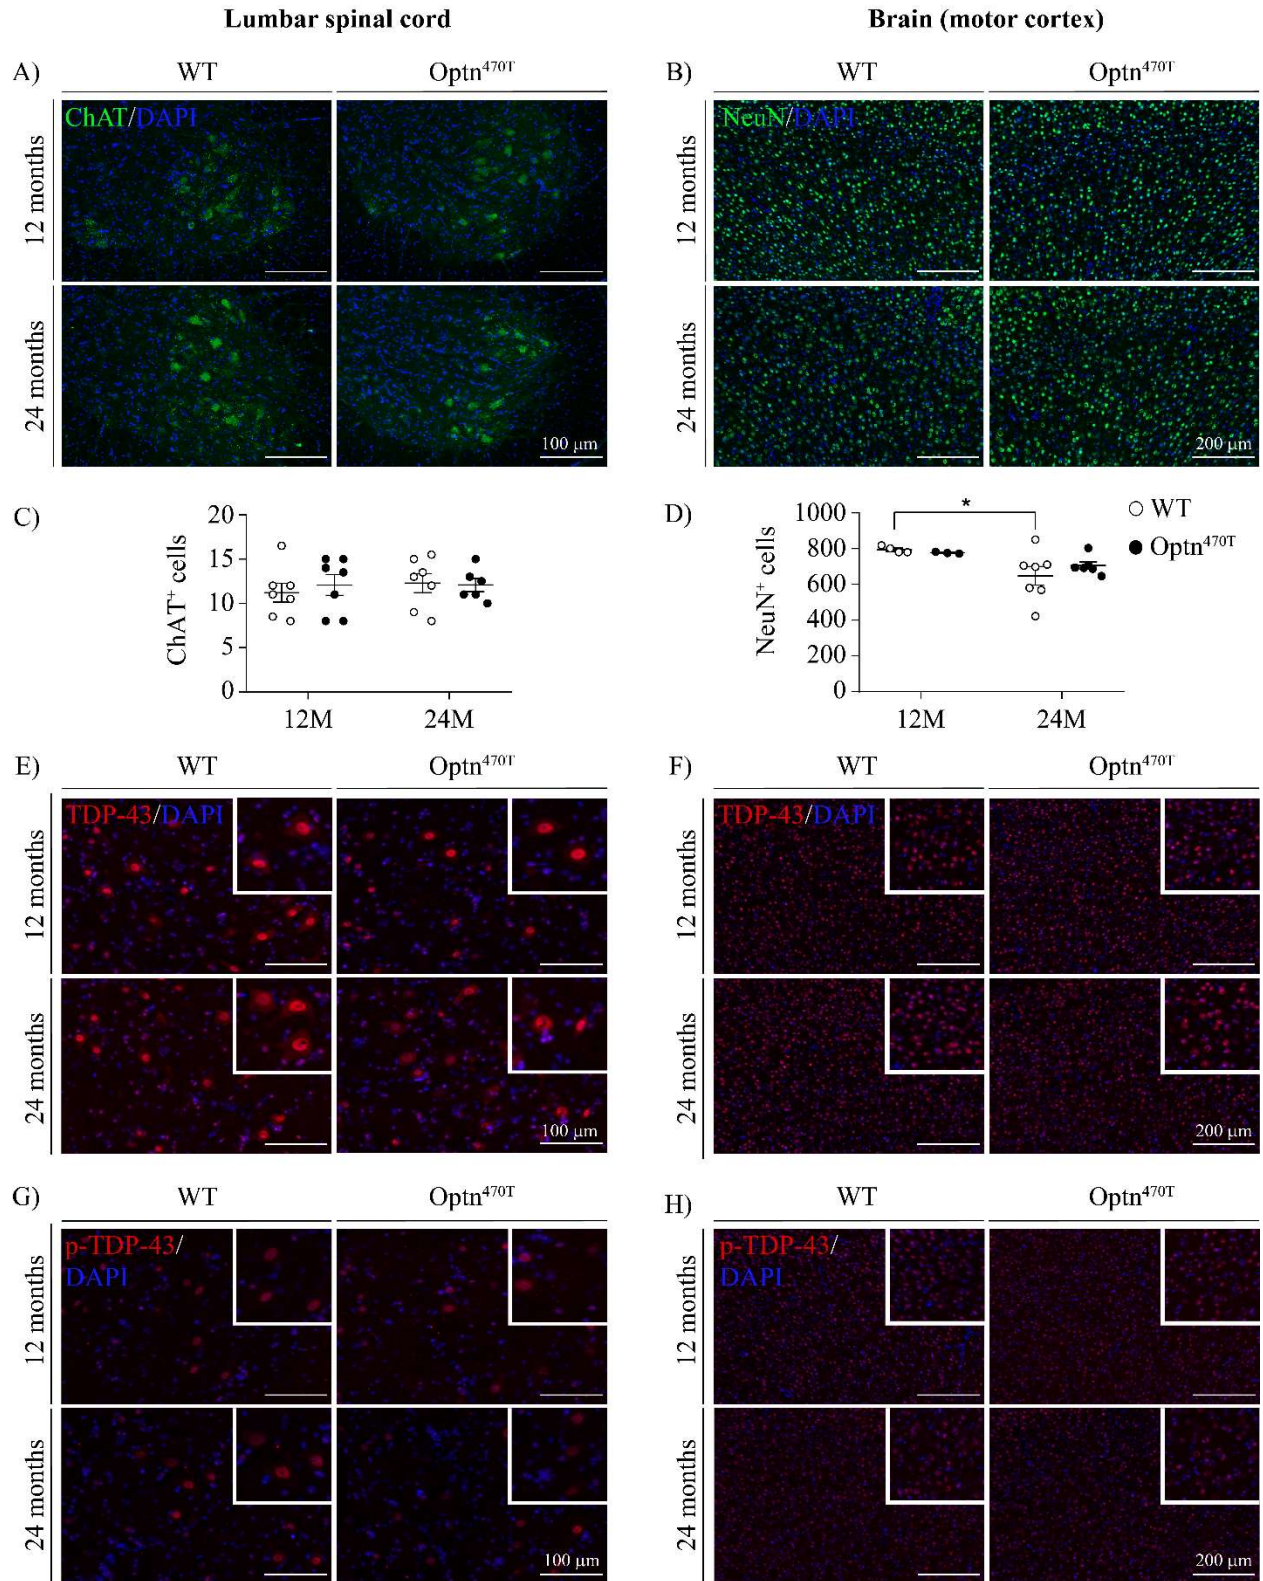 Lumbar spinal cord
Brain (motor cortex)
A)
WT
Optn470T
B)
WT
Optn470T
ChAT/DAPI
NeuN/DAPI
12 months
12 months
24 months
24 months
100 μm
200 μm
C)
20
15
10
5
0
ChAT+ cells
12M
24M
D)
1000
800
600
400
200
0
NeuN+ cells
*
12M
24M
WT
Optn470T
E)
WT
Optn470T
F)
WT
Optn470T
TDP-43/DAPI
TDP-43/DAPI
12 months
12 months
24 months
24 months
100 μm
200 μm
G)
WT
Optn470T
H)
WT
Optn470T
p-TDP-43/
DAPI
p-TDP-43/
DAPI
12 months
12 months
24 months
24 months
100 μm
200 μm